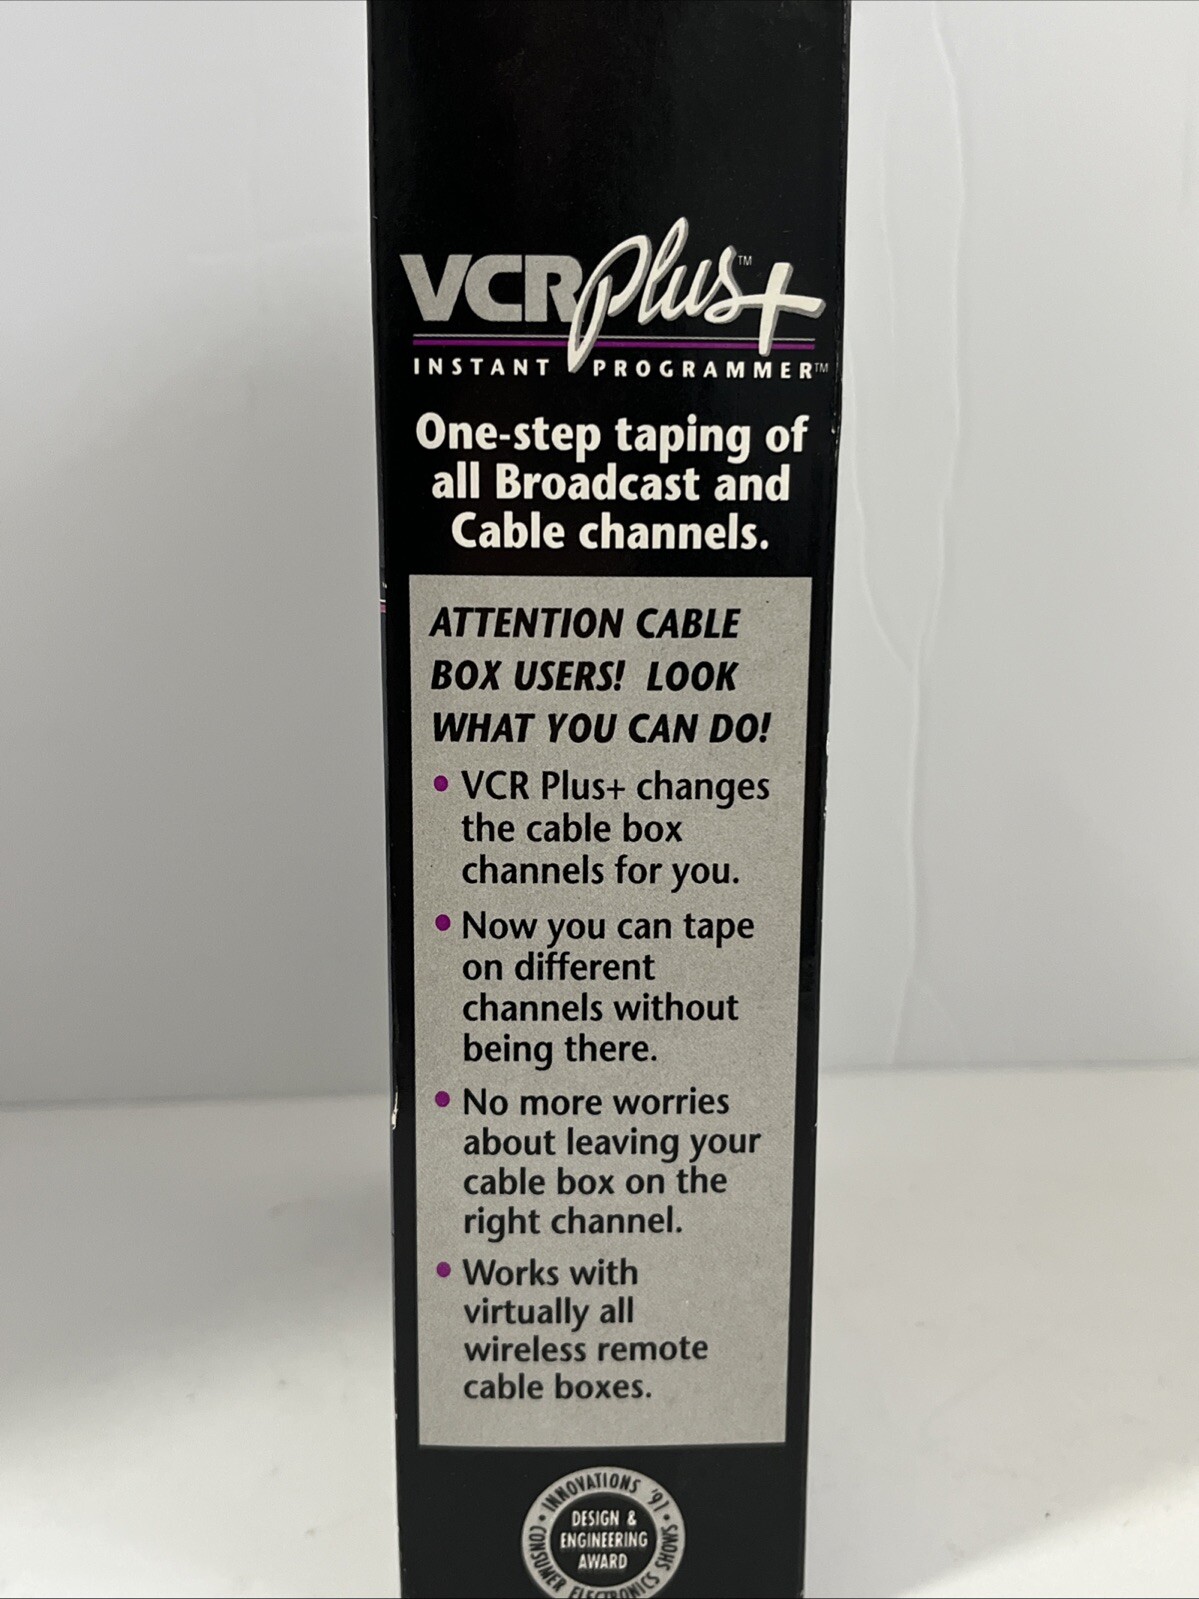 VCR Plus+™
INSTANT PROGRAMMER™
One-step taping of
all Broadcast and
Cable channels.
ATTENTION CABLE
BOX USERS! LOOK
WHAT YOU CAN DO!
• VCR Plus+ changes
the cable box
channels for you.
• Now you can tape
on different
channels without
being there.
• No more worries
about leaving your
cable box on the
right channel.
• Works with
virtually all
wireless remote
cable boxes.
• INNOVATIONS '91 •
DESIGN &
ENGINEERING
AWARD
CONSUMER ELECTRONICS SHOWS